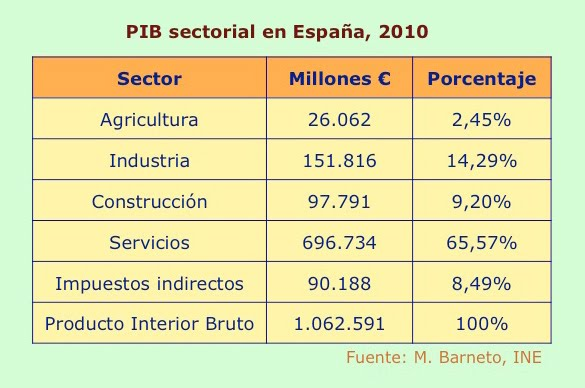 PIB sectorial en España, 2010
Sector Millones € Porcentaje
Agricultura 26.062 2,45%
Industria 151.816 14,29%
Construcción 97.791 9,20%
Servicios 696.734 65,57%
Impuestos indirectos 90.188 8,49%
Producto Interior Bruto 1.062.591 100%
Fuente: M. Barneto, INE